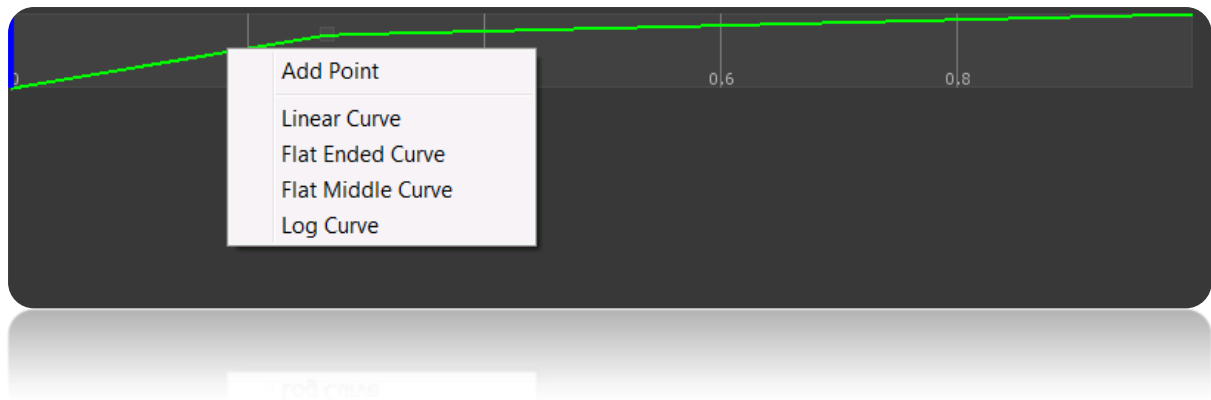 0
0,6
0,8
Add Point
Linear Curve
Flat Ended Curve
Flat Middle Curve
Log Curve